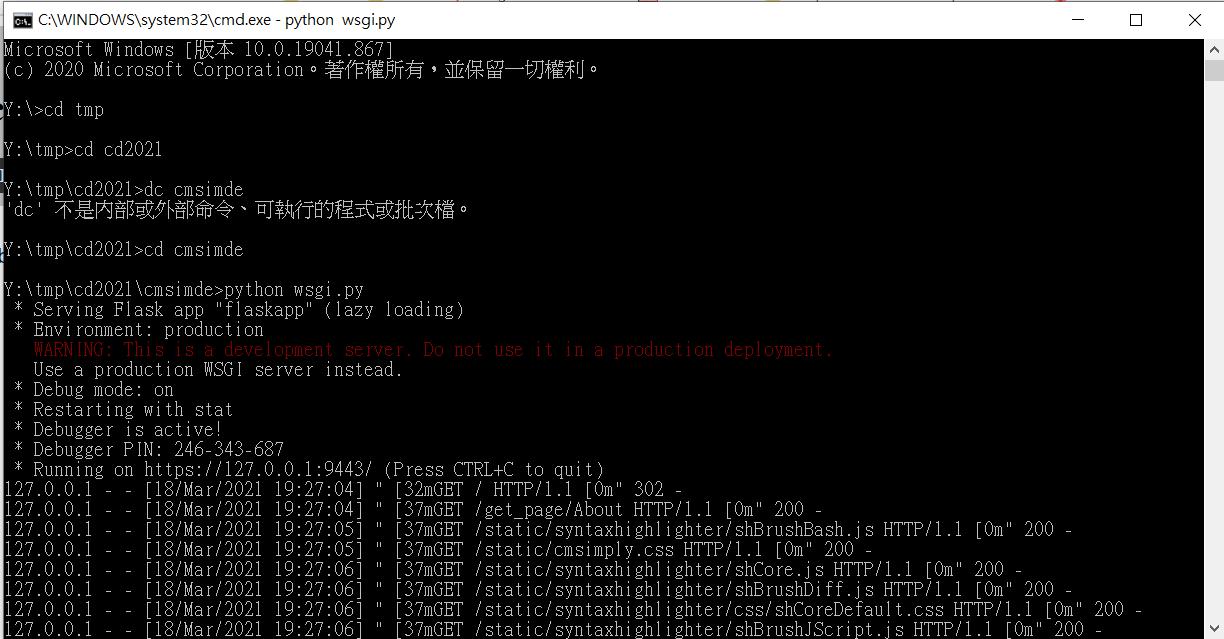 C:\WINDOWS\system32\cmd.exe - python  wsgi.py
Microsoft Windows [版本 10.0.19041.867]
(c) 2020 Microsoft Corporation。著作權所有，並保留一切權利。
Y:\>cd tmp
Y:\tmp>cd cd2021
Y:\tmp\cd2021>dc cmsimde
'dc' 不是內部或外部命令、可執行的程式或批次檔。
Y:\tmp\cd2021>cd cmsimde
Y:\tmp\cd2021\cmsimde>python wsgi.py
 * Serving Flask app "flaskapp" (lazy loading)
 * Environment: production
   WARNING: This is a development server. Do not use it in a production deployment.
   Use a production WSGI server instead.
 * Debug mode: on
 * Restarting with stat
 * Debugger is active!
 * Debugger PIN: 246-343-687
 * Running on https://127.0.0.1:9443/ (Press CTRL+C to quit)
127.0.0.1 - - [18/Mar/2021 19:27:04] " [32mGET / HTTP/1.1 [0m" 302 -
127.0.0.1 - - [18/Mar/2021 19:27:04] " [37mGET /get_page/About HTTP/1.1 [0m" 200 -
127.0.0.1 - - [18/Mar/2021 19:27:05] " [37mGET /static/syntaxhighlighter/shBrushBash.js HTTP/1.1 [0m" 200 -
127.0.0.1 - - [18/Mar/2021 19:27:05] " [37mGET /static/cmsimply.css HTTP/1.1 [0m" 200 -
127.0.0.1 - - [18/Mar/2021 19:27:06] " [37mGET /static/syntaxhighlighter/shCore.js HTTP/1.1 [0m" 200 -
127.0.0.1 - - [18/Mar/2021 19:27:06] " [37mGET /static/syntaxhighlighter/shBrushDiff.js HTTP/1.1 [0m" 200 -
127.0.0.1 - - [18/Mar/2021 19:27:06] " [37mGET /static/syntaxhighlighter/css/shCoreDefault.css HTTP/1.1 [0m" 200 -
127.0.0.1 - - [18/Mar/2021 19:27:06] " [37mGET /static/syntaxhighlighter/shBrushJScript.js HTTP/1.1 [0m" 200 -